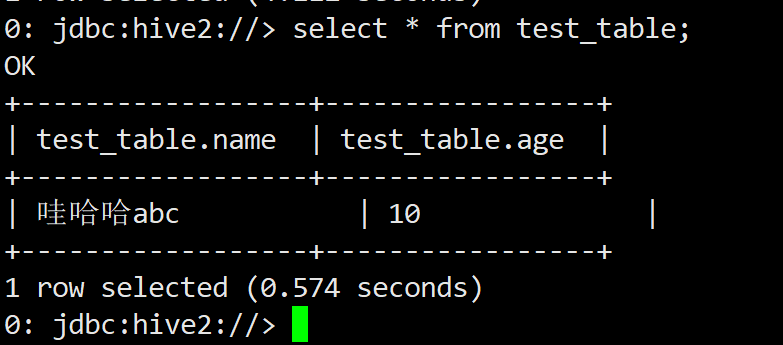 0: jdbc:hive2://> select * from test_table;
OK
+------------------+-----------------+
| test_table.name  | test_table.age  |
+------------------+-----------------+
| 哇哈哈abc           | 10              |
+------------------+-----------------+
1 row selected (0.574 seconds)
0: jdbc:hive2://>